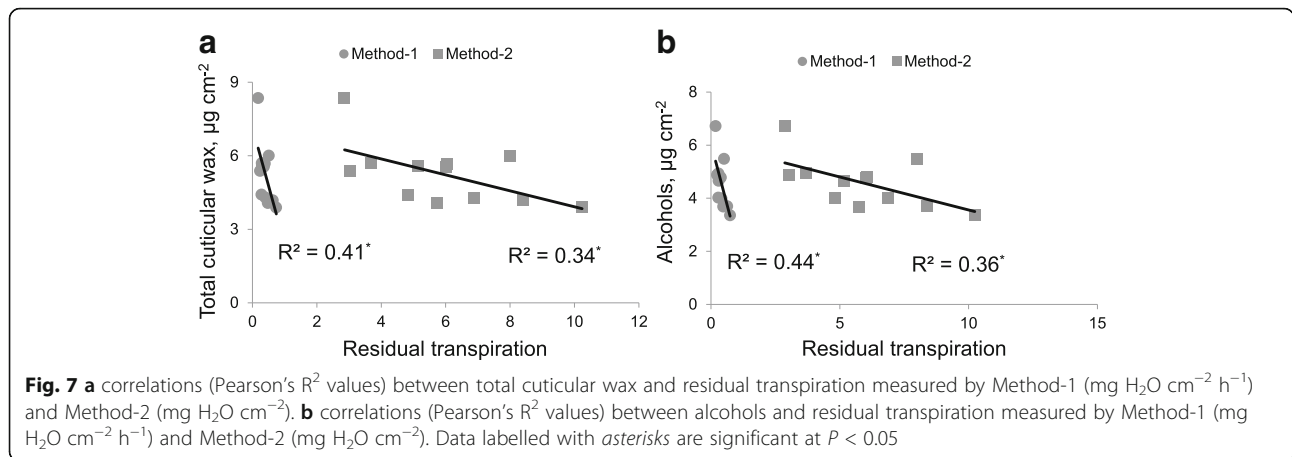 a
Method-1 Method-2
Total cuticular wax, µg cm⁻²
9
6
3
0
R² = 0.41*
R² = 0.34*
0 2 4 6 8 10 12
Residual transpiration
b
Method-1 Method-2
Alcohols, µg cm⁻²
8
6
4
2
0
R² = 0.44*
R² = 0.36*
0 5 10 15
Residual transpiration
Fig. 7 a correlations (Pearson's R² values) between total cuticular wax and residual transpiration measured by Method-1 (mg H₂O cm⁻² h⁻¹)
and Method-2 (mg H₂O cm⁻²). b correlations (Pearson's R² values) between alcohols and residual transpiration measured by Method-1 (mg
H₂O cm⁻² h⁻¹) and Method-2 (mg H₂O cm⁻²). Data labelled with asterisks are significant at P < 0.05